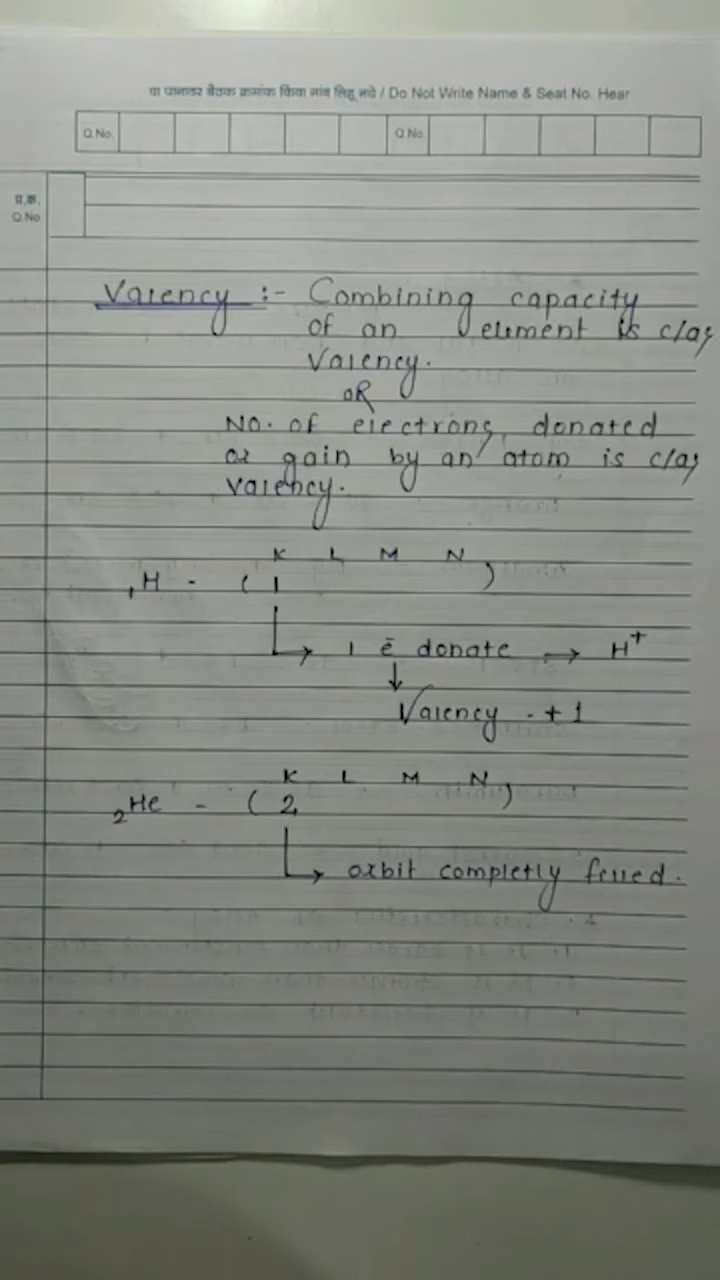 या पानावर बैठक क्रमांक किंवा नांव लिहू नये / Do Not Write Name & Seat No. Hear
Q.No. Q.No.
प्र.क्र.
Q.No
Valency :- Combining capacity
of an element is c/as
Valency.
OR
No. of electrons, donated
or gain by an atom is c/as
valency.
K L M N
₁H - ( 1 )
↳ 1 ē donate → H⁺
↓
Valency · +1
K L M N
₂He - ( 2 )
↳ orbit completly filled.